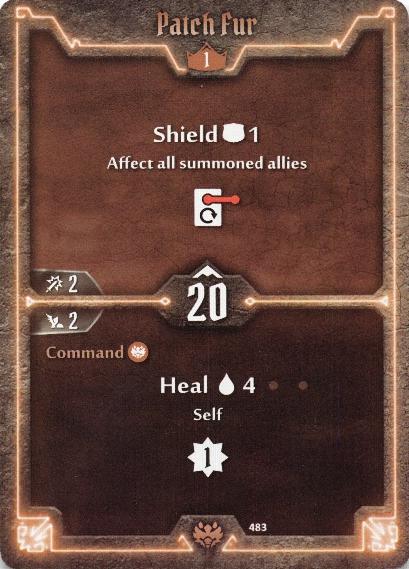 Patch Fur
1
Shield 1
Affect all summoned allies
2
20
2
Command
Heal 4
Self
1
483